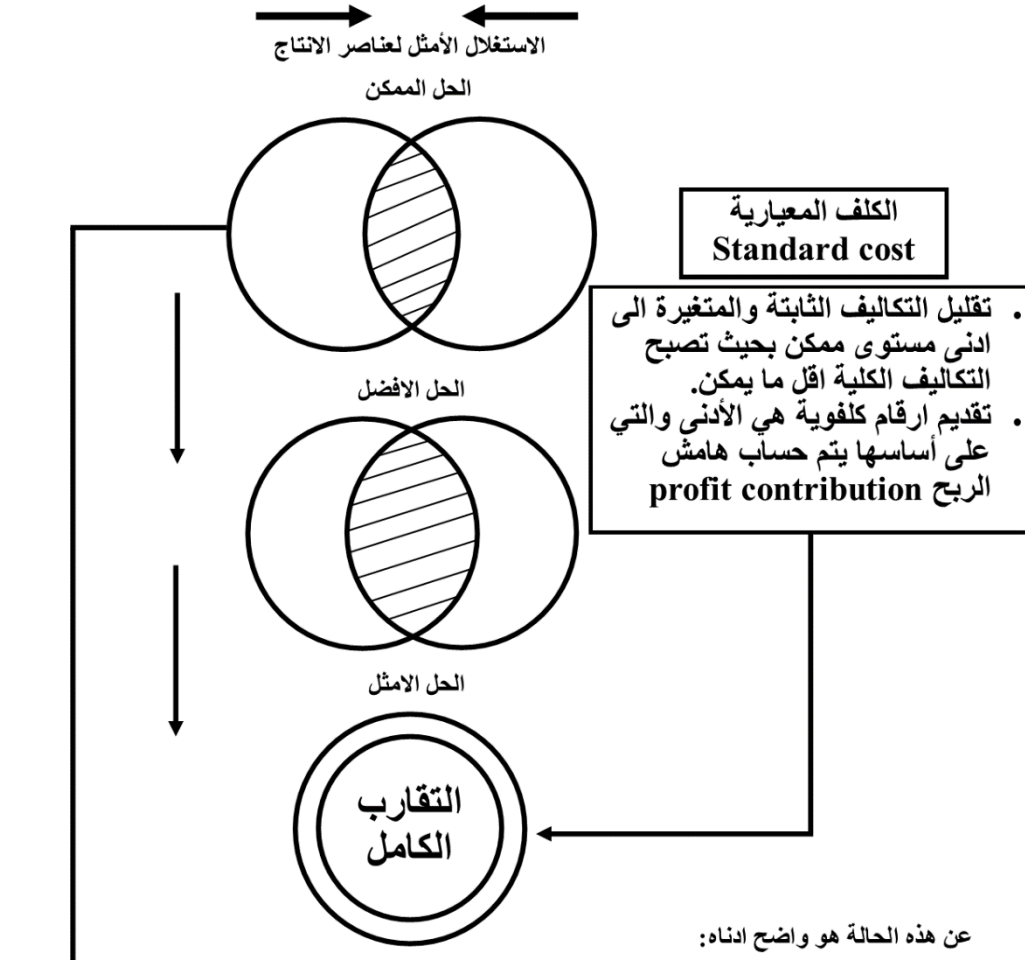 الاستغلال الأمثل لعناصر الانتاج
الحل الممكن
الكلف المعيارية
Standard cost
• تقليل التكاليف الثابتة والمتغيرة الى
ادنى مستوى ممكن بحيث تصبح
التكاليف الكلية اقل ما يمكن.
• تقديم ارقام كلفوية هي الأدنى والتي
على أساسها يتم حساب هامش
الربح profit contribution
الحل الافضل
الحل الامثل
التقارب
الكامل
عن هذه الحالة هو واضح ادناه: